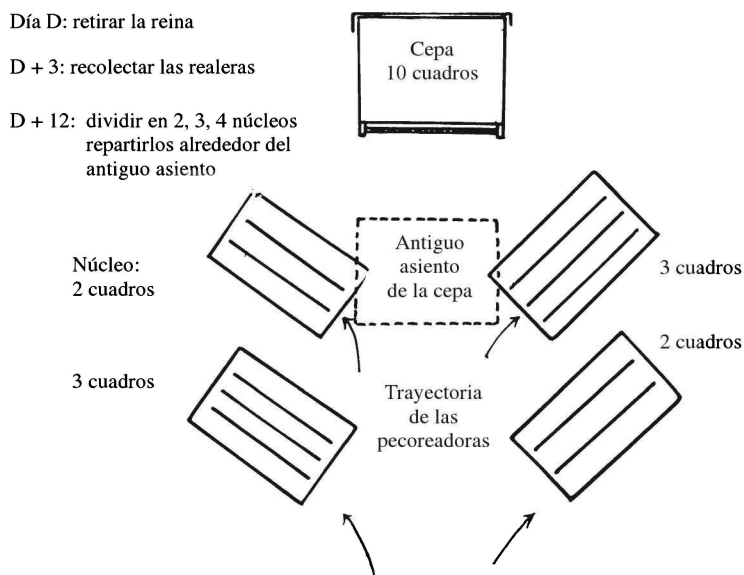 Día D: retirar la reina
D + 3: recolectar las realeras
D + 12: dividir en 2, 3, 4 núcleos
repartirlos alrededor del
antiguo asiento
Cepa
10 cuadros
Núcleo:
2 cuadros
Antiguo
asiento
de la cepa
3 cuadros
2 cuadros
3 cuadros
Trayectoria
de las
pecoreadoras